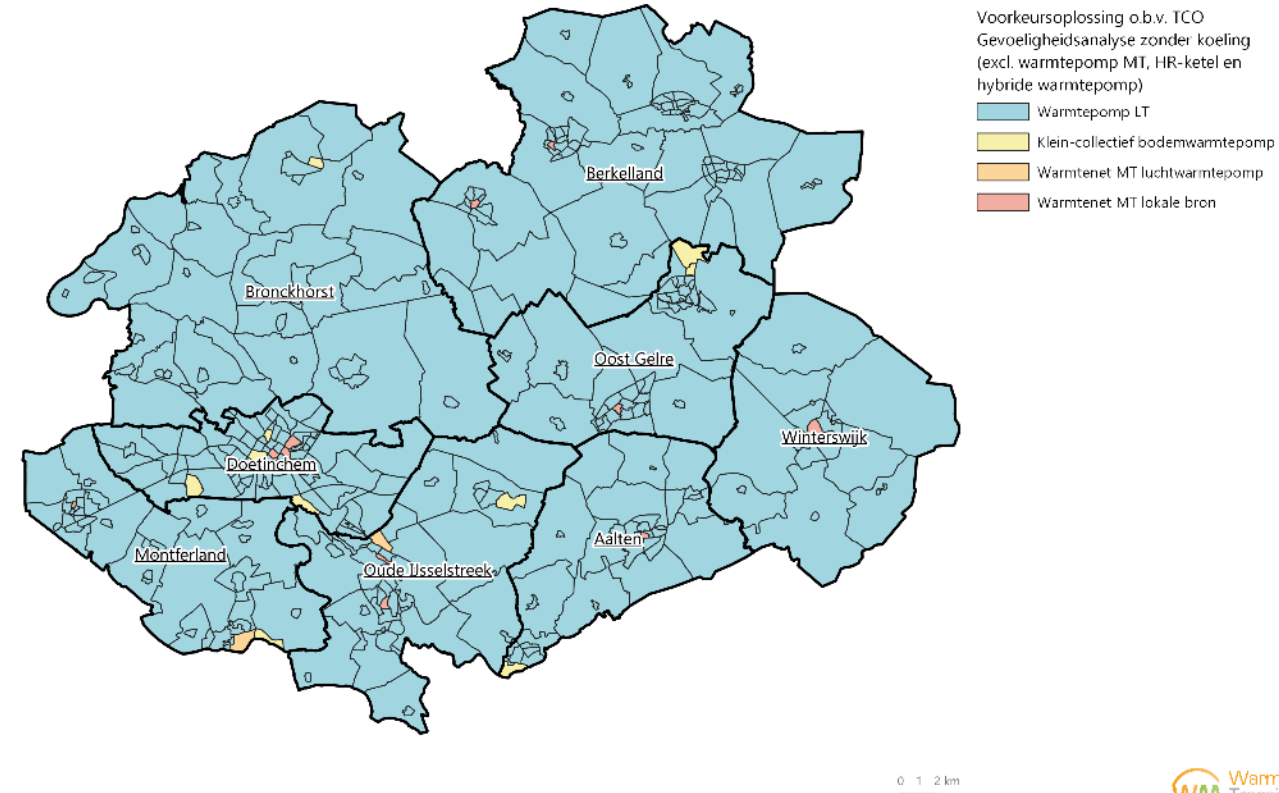 Voorkeursoplossing o.b.v. TCO
Gevoeligheidsanalyse zonder koeling
(excl. warmtepomp MT, HR-ketel en
hybride warmtepomp)
Warmtepomp LT
Klein-collectief bodemwarmtepomp
Warmtenet MT luchtwarmtepomp
Warmtenet MT lokale bron
Berkelland
Bronckhorst
Oost Gelre
Winterswijk
Doetinchem
Aalten
Montferland
Oude IJsselstreek
0 1 2 km